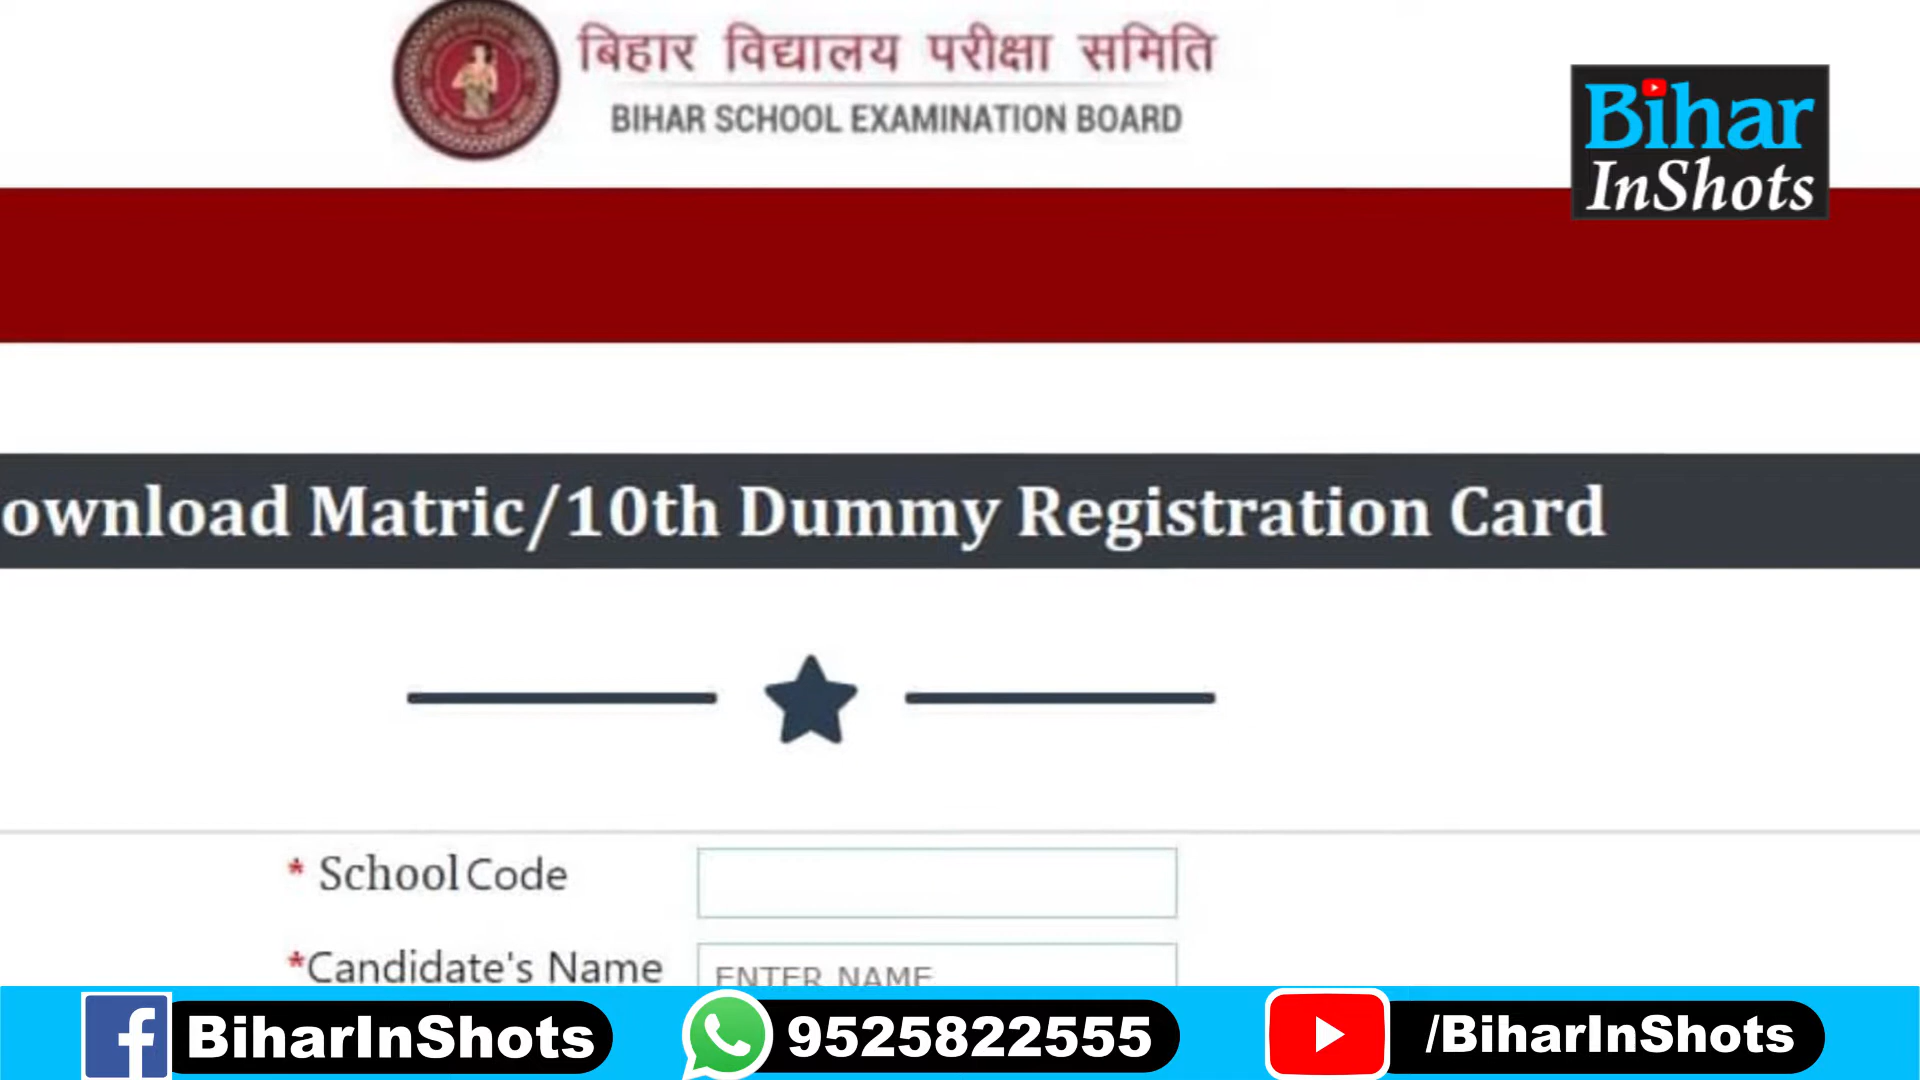 बिहार विद्यालय परीक्षा समिति
BIHAR SCHOOL EXAMINATION BOARD
Bihar
InShots
ownload Matric/10th Dummy Registration Card
* School Code
*Candidate's Name
ENTER NAME
BiharInShots
9525822555
/BiharInShots